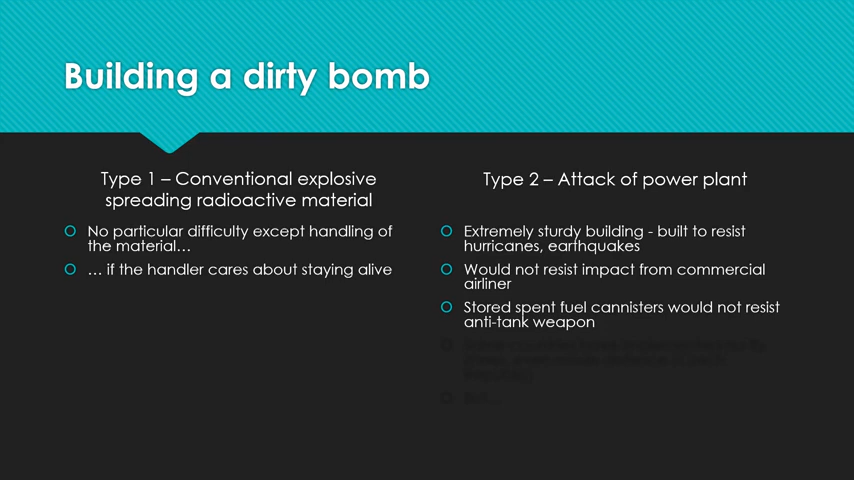 Building a dirty bomb
Type 1 – Conventional explosive
spreading radioactive material
No particular difficulty except handling of
the material…
… if the handler cares about staying alive
Type 2 – Attack of power plant
Extremely sturdy building - built to resist
hurricanes, earthquakes
Would not resist impact from commercial
airliner
Stored spent fuel cannisters would not resist
anti-tank weapon